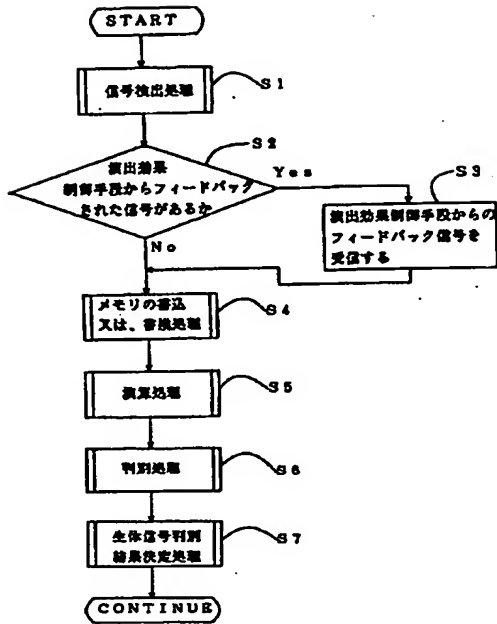 START
信号検出処理
S1
S2
演出効果
制御手段からフィードバック
された信号があるか
Yes
No
S3
演出効果制御手段からの
フィードバック信号を
受信する
メモリの書込
又は、書換処理
S4
演算処理
S5
判別処理
S6
生体信号判別
結果決定処理
S7
CONTINUE